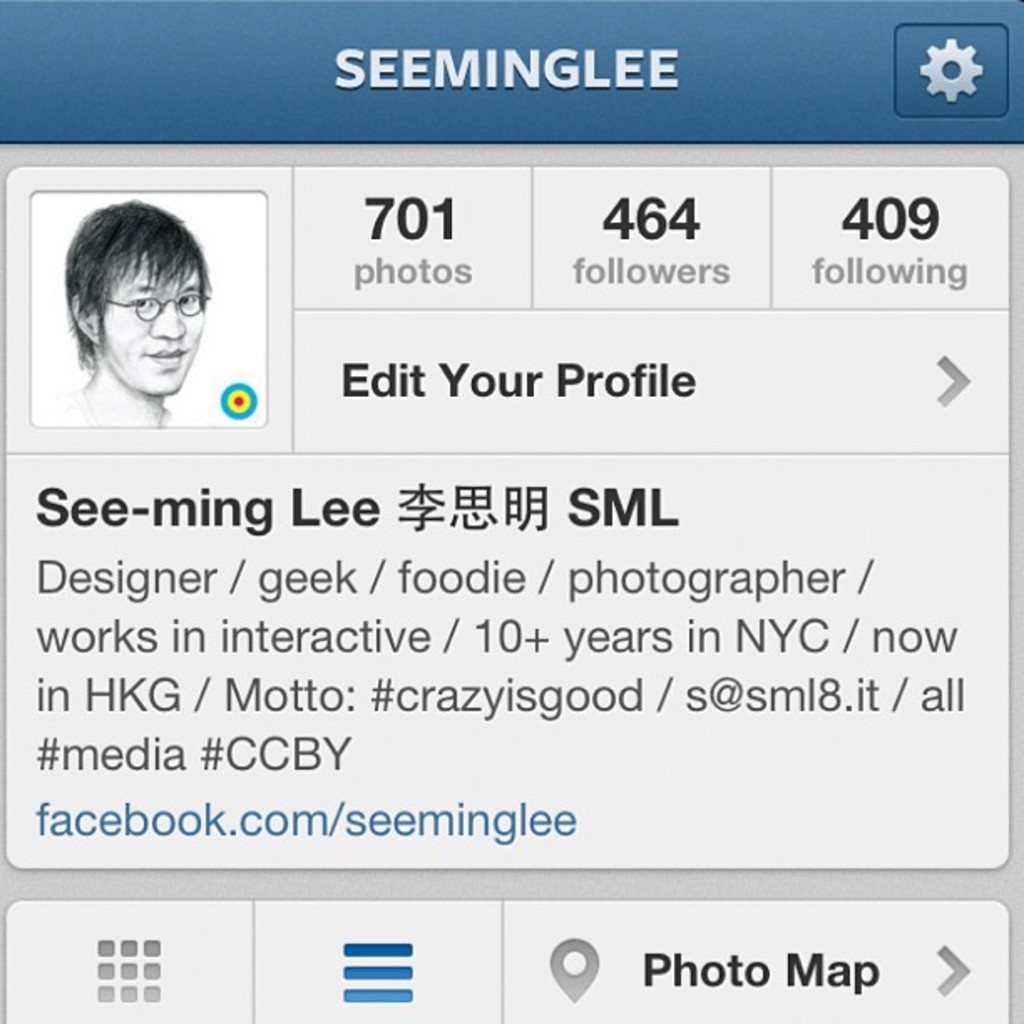 SEEMINGLEE
701 464 409
photos followers following
Edit Your Profile
See-ming Lee 李思明 SML
Designer / geek / foodie / photographer /
works in interactive / 10+ years in NYC / now
in HKG / Motto: #crazyisgood / s@sml8.it / all
#media #CCBY
facebook.com/seeminglee
Photo Map